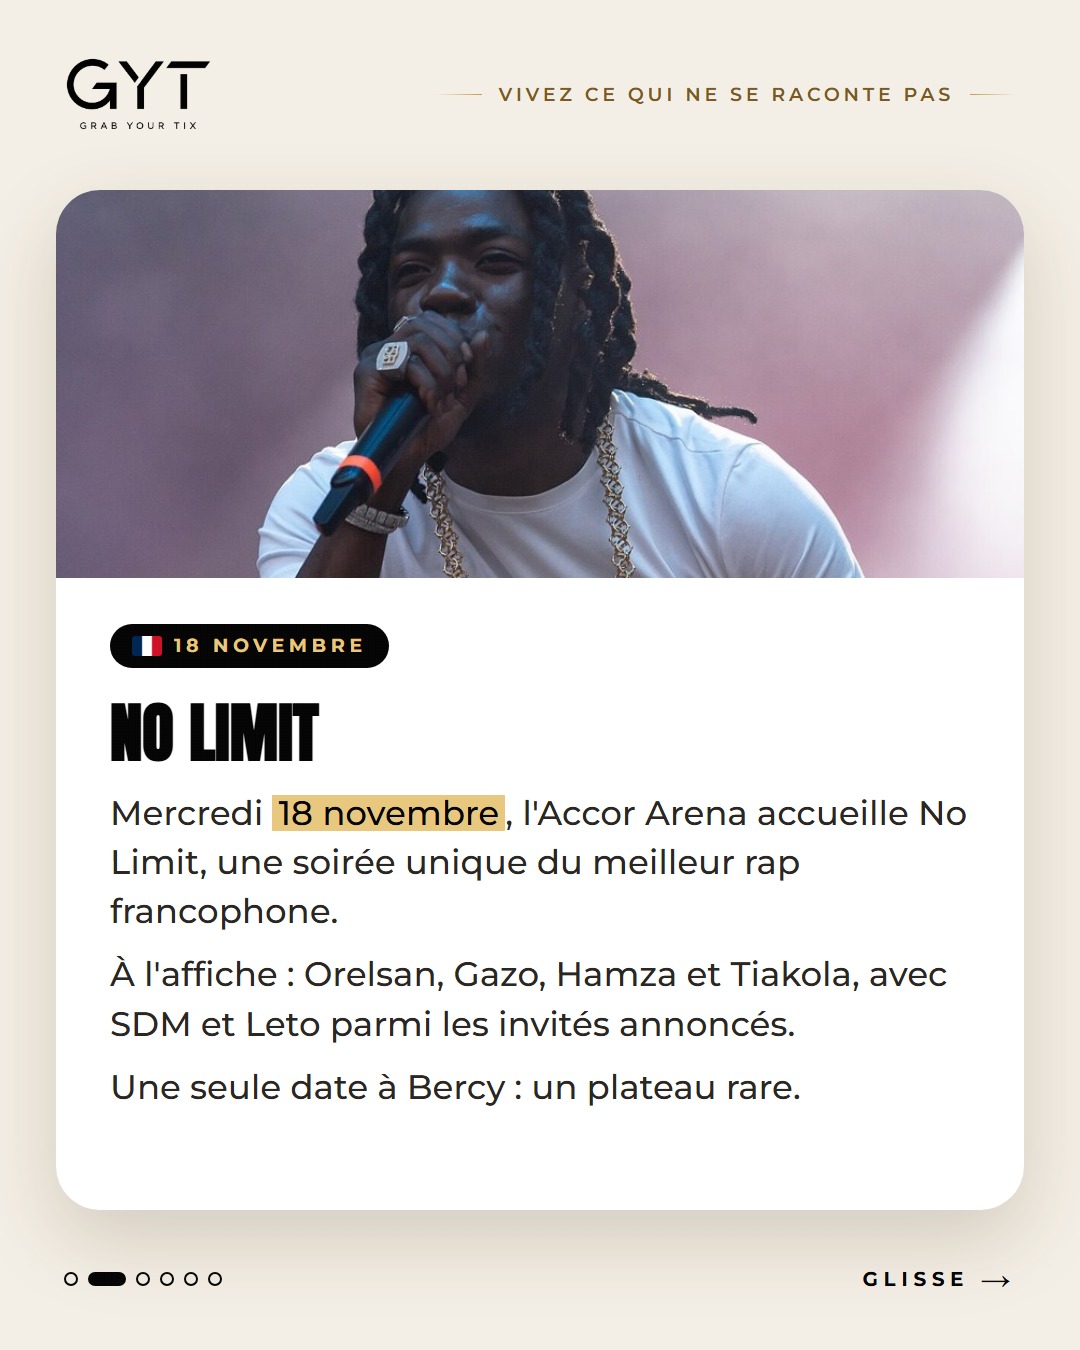 GYT
GRAB YOUR TIX
VIVEZ CE QUI NE SE RACONTE PAS
18 NOVEMBRE
NO LIMIT
Mercredi 18 novembre, l'Accor Arena accueille No
Limit, une soirée unique du meilleur rap
francophone.
À l'affiche : Orelsan, Gazo, Hamza et Tiakola, avec
SDM et Leto parmi les invités annoncés.
Une seule date à Bercy : un plateau rare.
GLISSE →